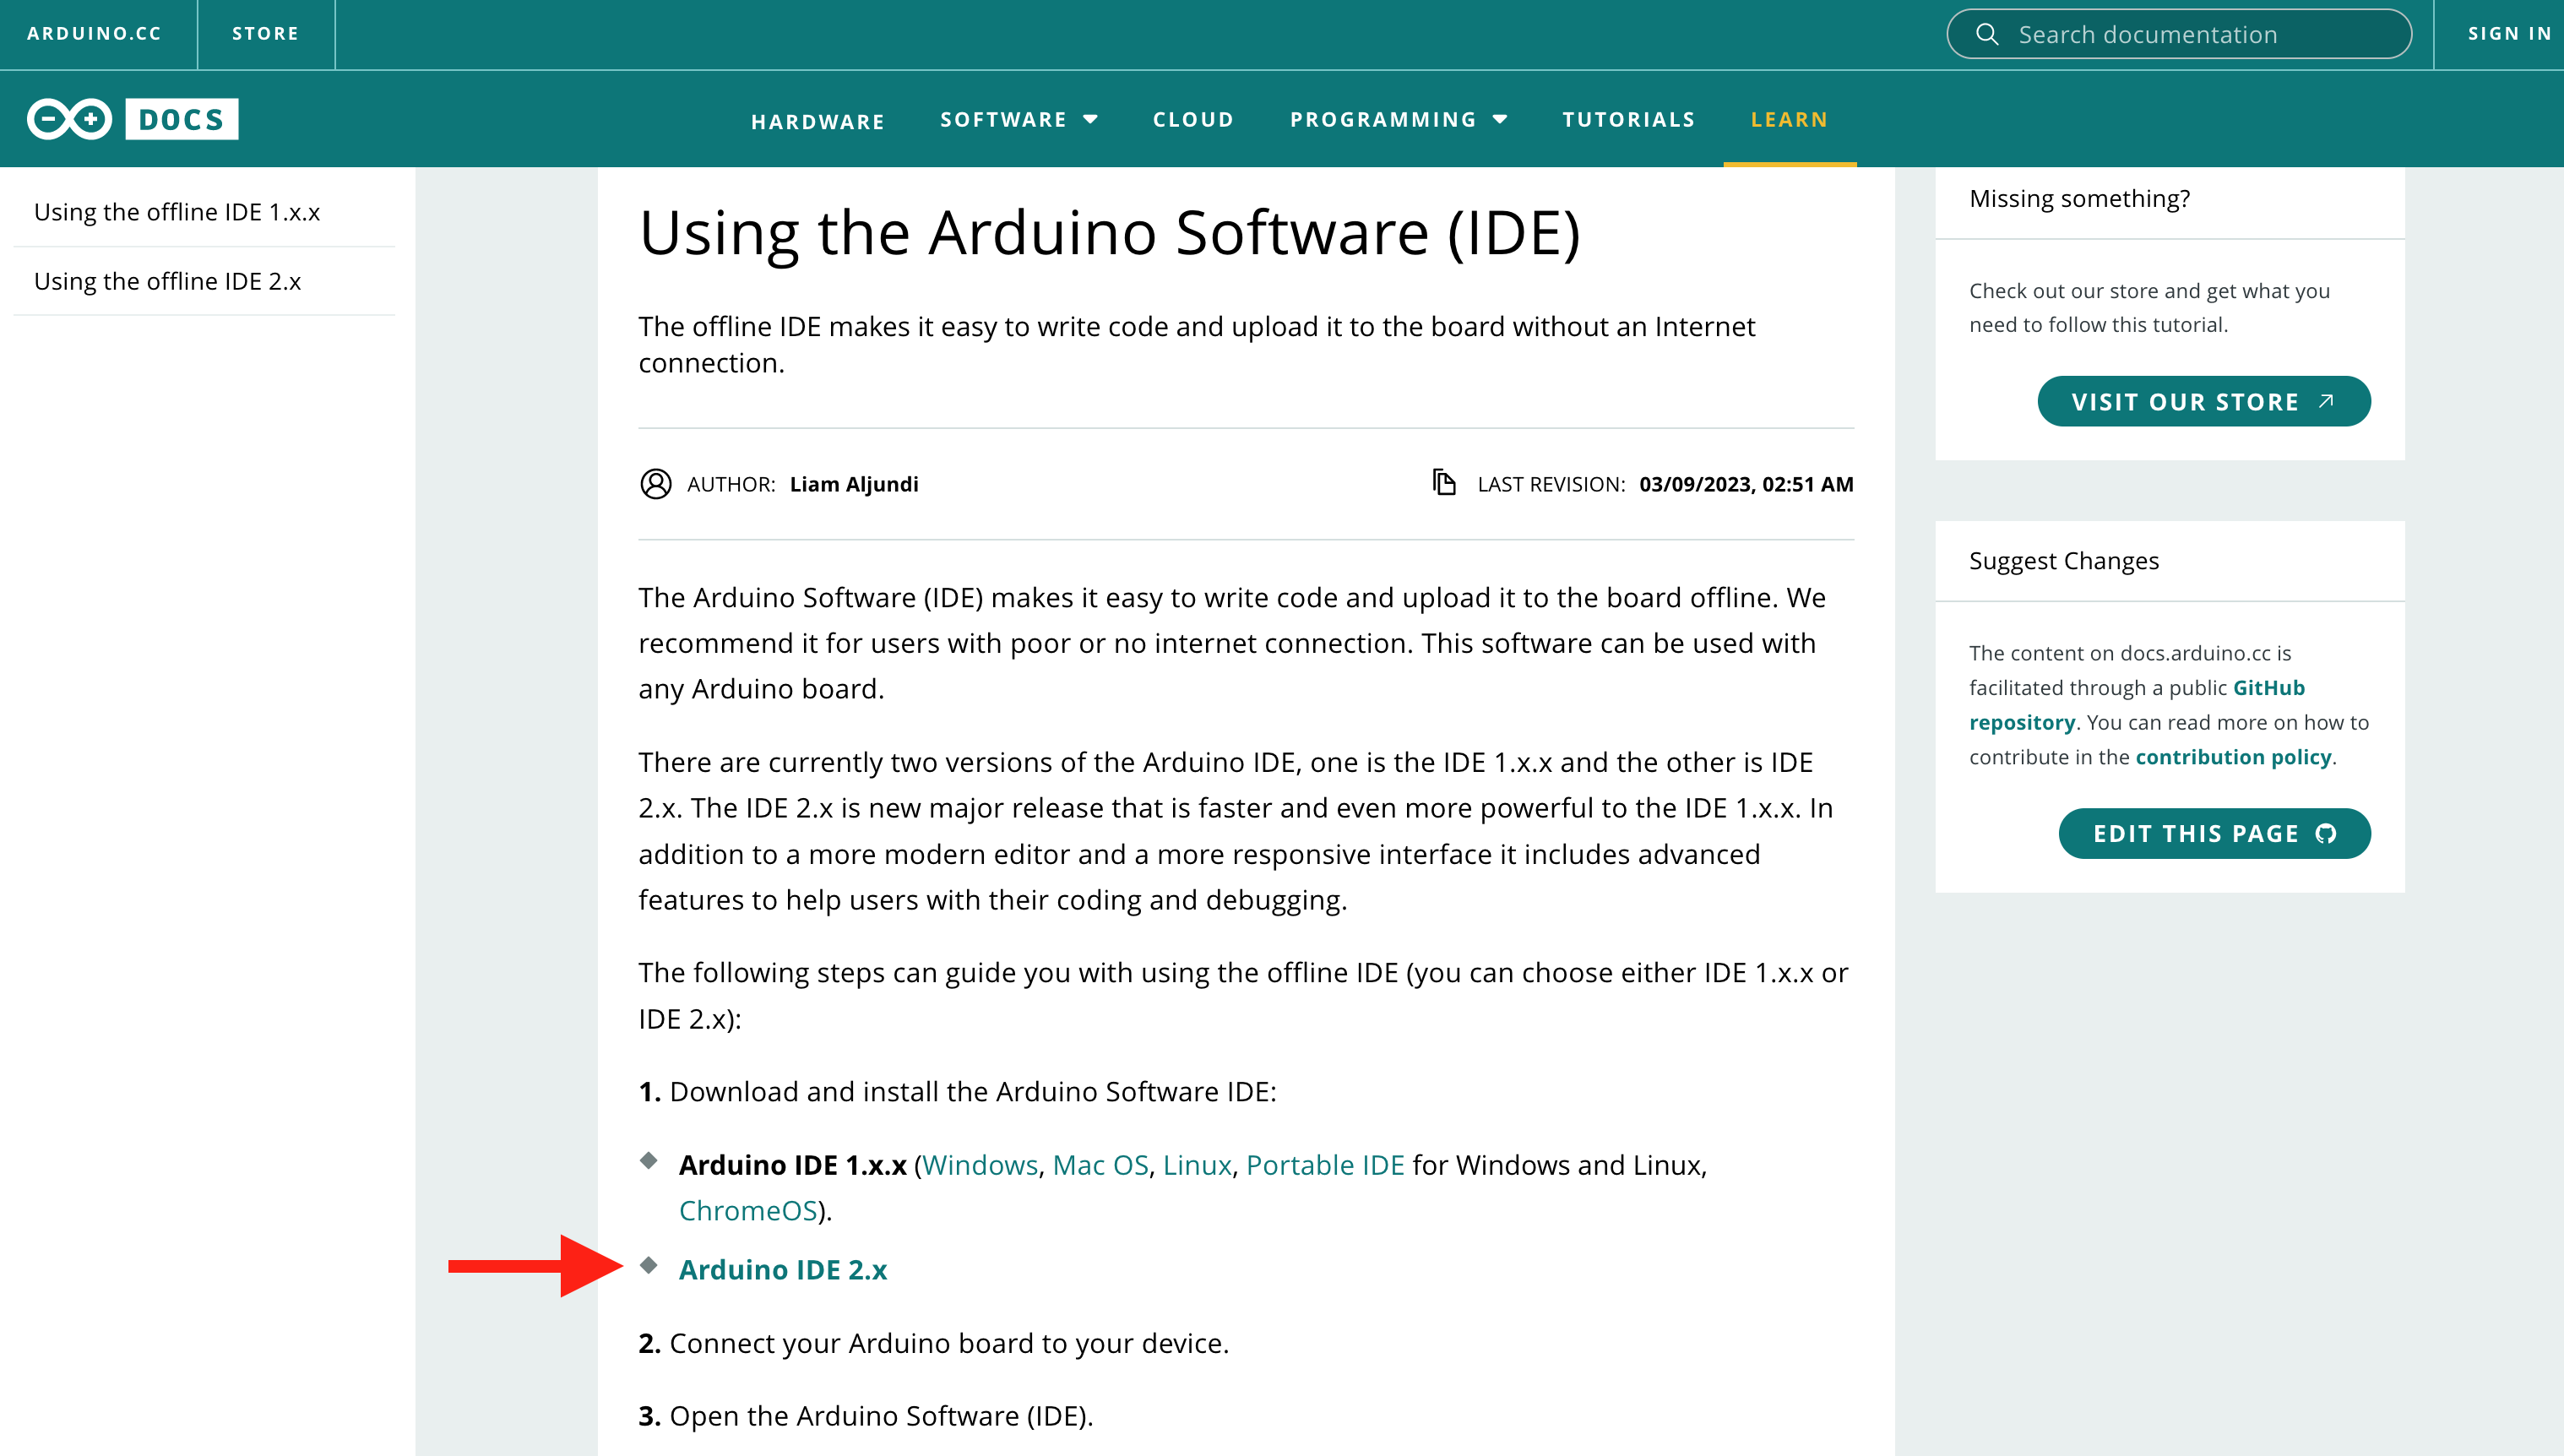 ARDUINO.CC
STORE
Search documentation
SIGN IN
DOCS
HARDWARE
SOFTWARE
CLOUD
PROGRAMMING
TUTORIALS
LEARN
Using the offline IDE 1.x.x
Using the offline IDE 2.x
Using the Arduino Software (IDE)
The offline IDE makes it easy to write code and upload it to the board without an Internet
connection.
AUTHOR: Liam Aljundi
LAST REVISION: 03/09/2023, 02:51 AM
The Arduino Software (IDE) makes it easy to write code and upload it to the board offline. We
recommend it for users with poor or no internet connection. This software can be used with
any Arduino board.
There are currently two versions of the Arduino IDE, one is the IDE 1.x.x and the other is IDE
2.x. The IDE 2.x is new major release that is faster and even more powerful to the IDE 1.x.x. In
addition to a more modern editor and a more responsive interface it includes advanced
features to help users with their coding and debugging.
The following steps can guide you with using the offline IDE (you can choose either IDE 1.x.x or
IDE 2.x):
1. Download and install the Arduino Software IDE:
Arduino IDE 1.x.x (Windows, Mac OS, Linux, Portable IDE for Windows and Linux,
ChromeOS).
Arduino IDE 2.x
2. Connect your Arduino board to your device.
3. Open the Arduino Software (IDE).
Missing something?
Check out our store and get what you
need to follow this tutorial.
VISIT OUR STORE
Suggest Changes
The content on docs.arduino.cc is
facilitated through a public GitHub
repository. You can read more on how to
contribute in the contribution policy.
EDIT THIS PAGE